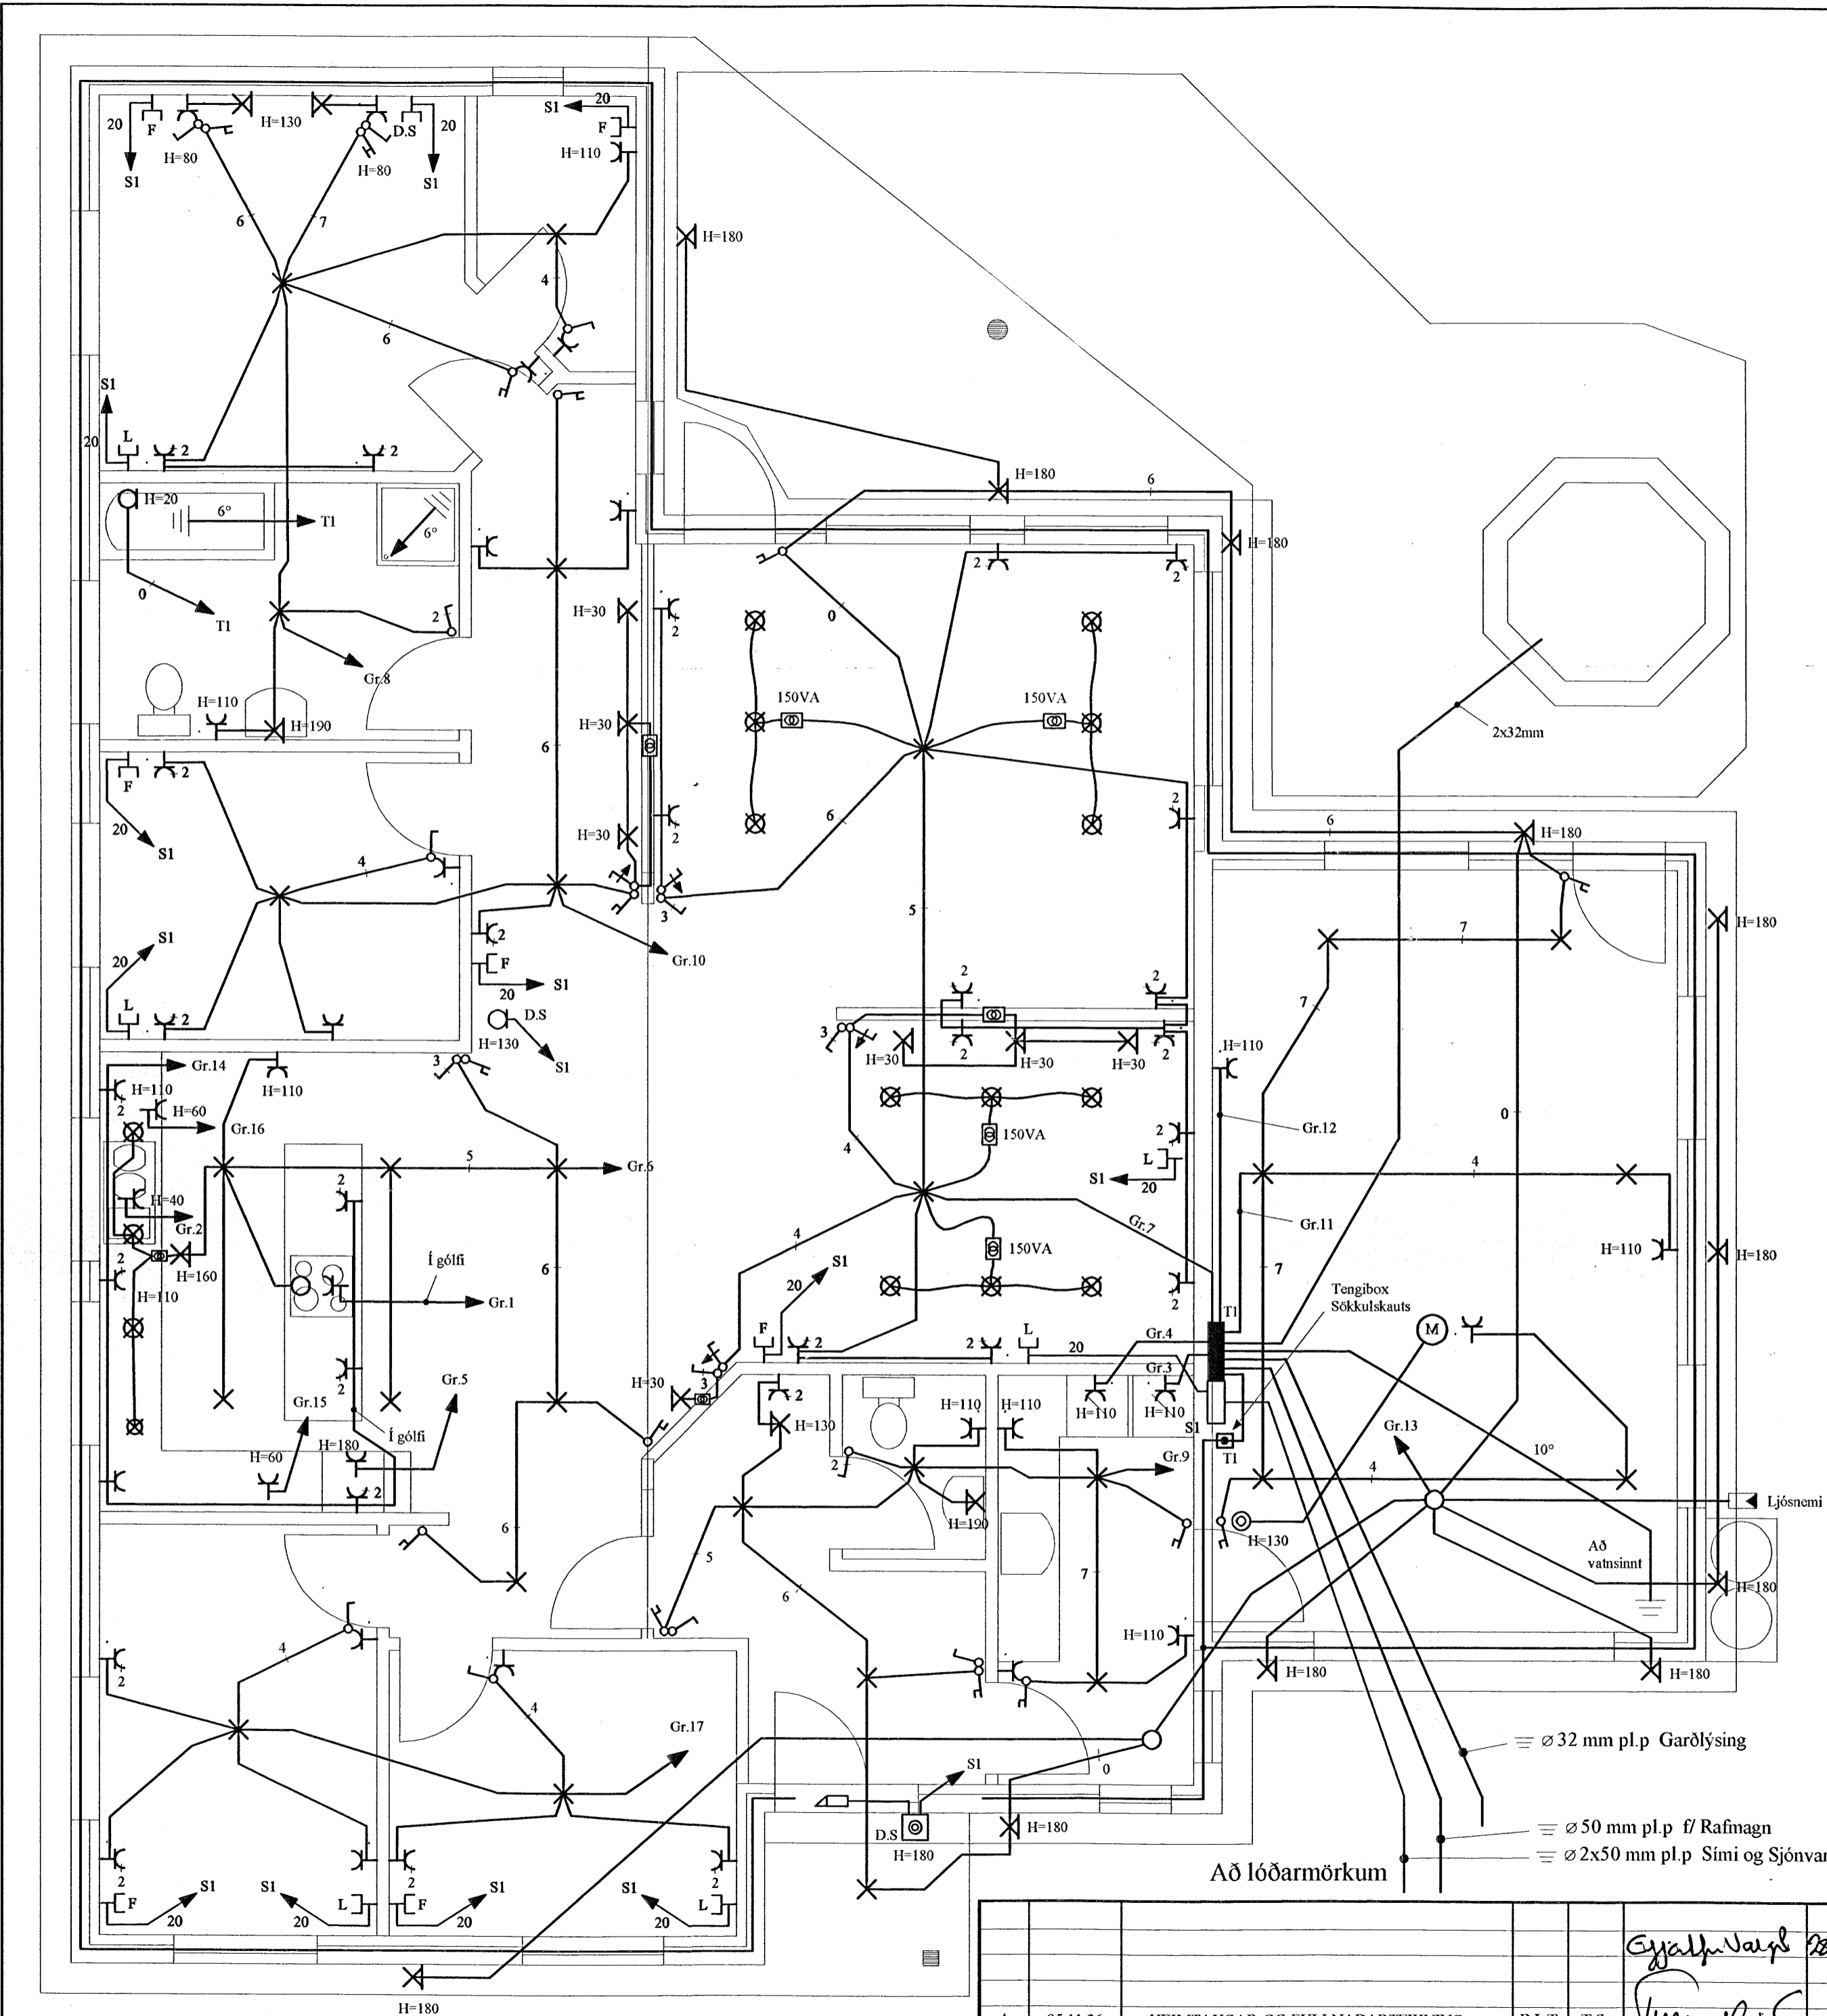 20
F
S1
H=80
H=130
D.S
H=80
20
S1
S1
20
F
H=110
6
7
4
6
H=180
S1
20
L
2
2
H=20
6°
T1
6°
0
T1
2
Gr.8
H=110
H=190
H=180
6
H=180
2
2
0
H=30
2
150VA
150VA
H=30
6
2x32mm
F
2
20
S1
4
H=30
2
6
3
2
6
H=180
5
H=180
7
7
S1
20
2
F
20
S1
Gr.10
L
2
D.S
H=130
S1
2
2
3
H=30
2
H=30
H=30
2
Gr.14
H=110
3
H=110
2
H=60
Gr.16
H=110
Gr.12
0
150VA
4
2
L
S1
20
5
Gr.6
2
H=40
Gr.2
2
H=160
H=110
Í gólfi
Gr.1
6
4
Gr.7
150VA
Gr.11
4
7
H=110
H=180
2
Tengibox
Sökkulskauts
T1
M
S1
20
F
2
2
L
20
Gr.4
Gr.3
2
Gr.15
Gr.5
Í gólfi
H=30
3
2
H=130
H=110
H=110
H=110
H=110
S1
T1
Gr.13
10°
H=60
H=180
2
2
Gr.9
4
H=190
H=130
Ljósnemi
6
5
6
7
Að
vatnsinnt
H=180
4
2
4
H=110
H=180
H=180
Gr.17
0
S1
⌀ 32 mm pl.p Garðlýsing
D.S
H=180
H=180
⌀ 50 mm pl.p f/ Rafmagn
⌀ 2x50 mm pl.p Sími og Sjónvar
Að lóðarmörkum
2
2
2
2
F
20
S1
S1
20
L
F
20
S1
S1
20
L
H=180
28